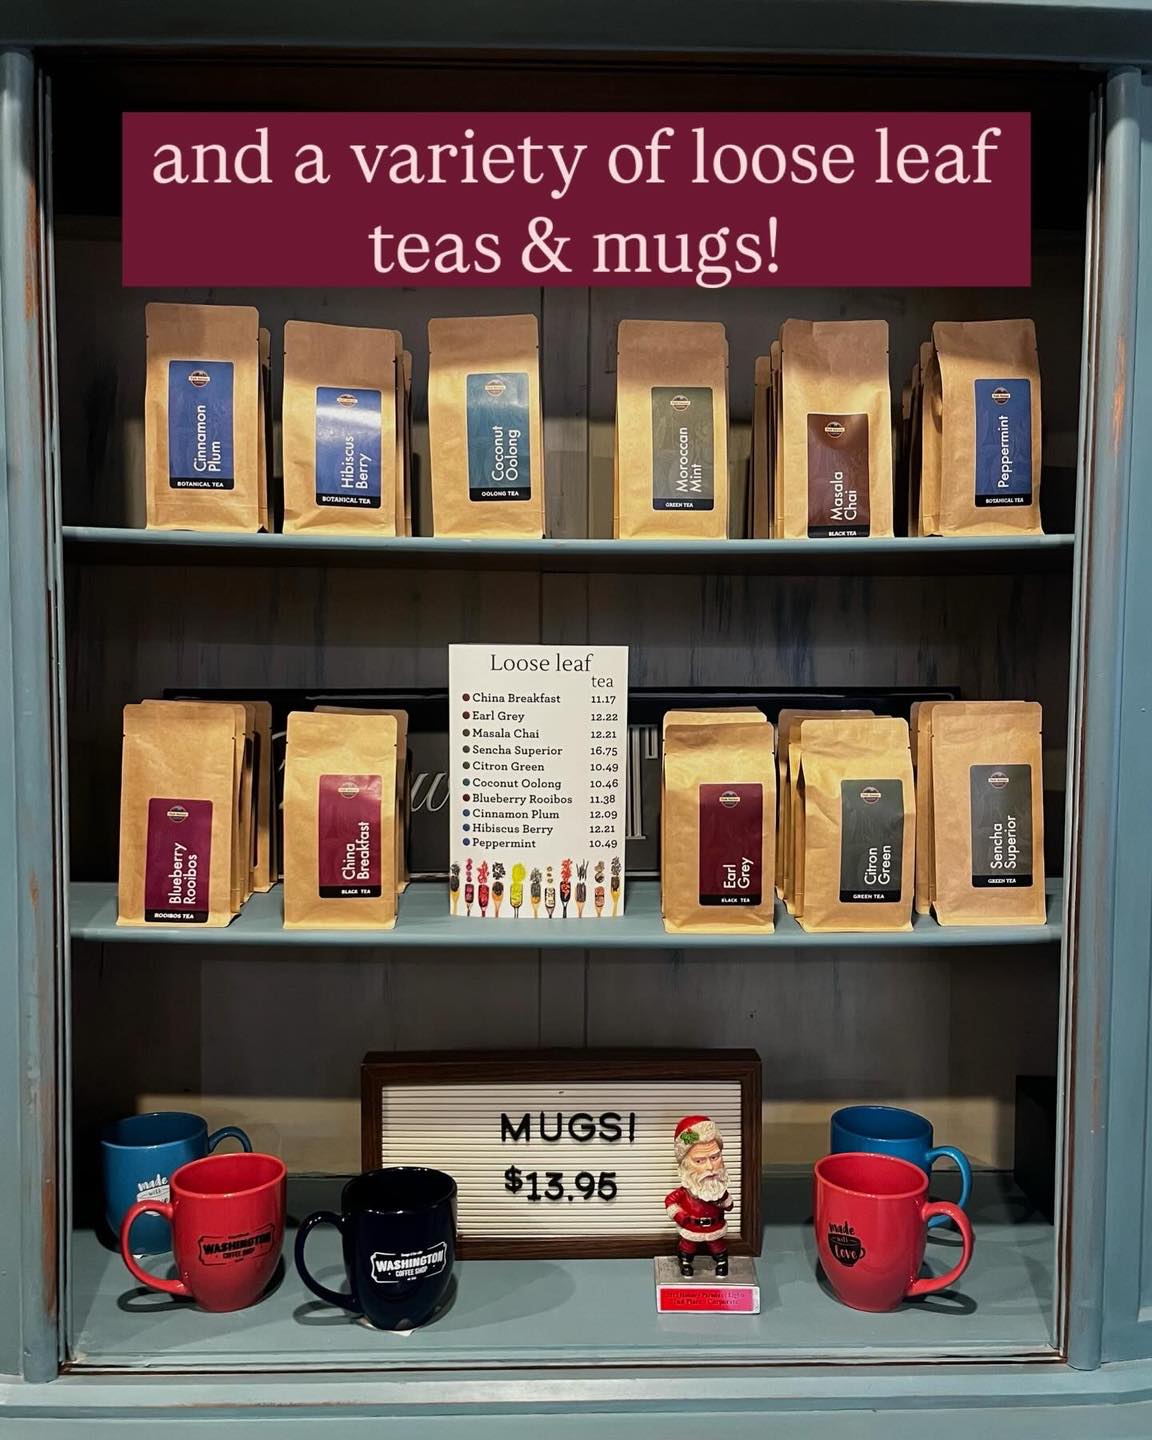 and a variety of loose leaf
teas & mugs!
Cinnamon
Plum
BOTANICAL TEA
Hibiscus
Berry
BOTANICAL TEA
Coconut
Oolong
OOLONG TEA
Moroccan
Mint
GREEN TEA
Masala
Chai
BLACK TEA
Peppermint
BOTANICAL TEA
Blueberry
Rooibos
ROOIBOS TEA
China
Breakfast
BLACK TEA
Loose leaf
tea
China Breakfast 11.17
Earl Grey 12.22
Masala Chai 12.21
Sencha Superior 16.75
Citron Green 10.49
Coconut Oolong 10.46
Blueberry Rooibos 11.38
Cinnamon Plum 12.09
Hibiscus Berry 12.21
Peppermint 10.49
Earl
Grey
BLACK TEA
Citron
Green
GREEN TEA
Sencha
Superior
GREEN TEA
MUGS!
$13.95
made
with
WASHINGTON
COFFEE SHOP
WASHINGTON
COFFEE SHOP
made
with
love